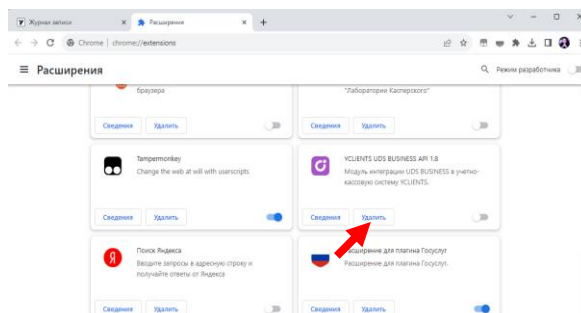 Журнал записи
Расширения
Chrome | chrome://extensions
Расширения
Режим разработчика
браузера
"Лаборатории Касперского"
Сведения Удалить
Сведения Удалить
Tampermonkey
Change the web at will with userscripts
YCLIENTS UDS BUSINESS API 1.8
Модуль интеграции UDS BUSINESS в учетно-
кассовую систему YCLIENTS.
Сведения Удалить
Сведения Удалить
Поиск Яндекса
Вводите запросы в адресную строку и
получайте ответы от Яндекса
Расширение для плагина Госуслуг
Расширение для плагина Госуслуг.
Сведения Удалить
Сведения Удалить